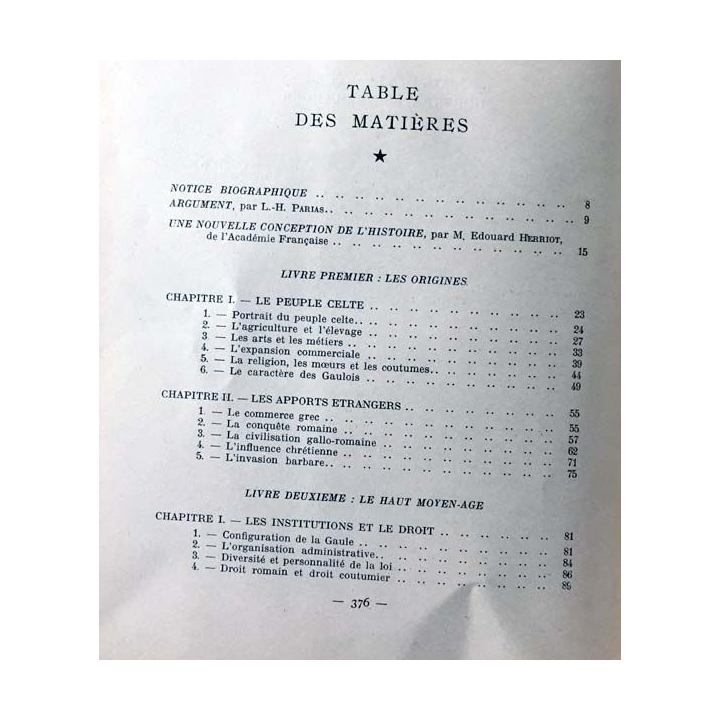 TABLE
DES MATIÈRES
★
NOTICE BIOGRAPHIQUE .. .. .. .. .. .. .. .. .. .. .. .. .. .. 8
ARGUMENT, par L.-H. PARIAS.. .. .. .. .. .. .. .. .. .. .. .. .. 9
UNE NOUVELLE CONCEPTION DE L'HISTOIRE, par M. Edouard HERRIOT,
de l'Académie Française .. .. .. .. .. .. .. .. .. .. .. .. 15
LIVRE PREMIER : LES ORIGINES
CHAPITRE I. — LE PEUPLE CELTE .. .. .. .. .. .. .. .. .. .. 23
1. — Portrait du peuple celte.. .. .. .. .. .. .. .. .. .. 24
2. — L'agriculture et l'élevage .. .. .. .. .. .. .. .. .. .. 27
3 — Les arts et les métiers .. .. .. .. .. .. .. .. .. .. 33
4. — L'expansion commerciale .. .. .. .. .. .. .. .. .. .. 39
5. — La religion, les mœurs et les coutumes.. .. .. .. .. .. 44
6. — Le caractère des Gaulois .. .. .. .. .. .. .. .. .. 49
CHAPITRE II. — LES APPORTS ETRANGERS .. .. .. .. .. .. .. .. 55
1. — Le commerce grec .. .. .. .. .. .. .. .. .. .. .. 55
2. — La conquête romaine .. .. .. .. .. .. .. .. .. .. 57
3. — La civilisation gallo-romaine .. .. .. .. .. .. .. .. 62
4. — L'influence chrétienne .. .. .. .. .. .. .. .. .. .. 71
5. — L'invasion barbare.. .. .. .. .. .. .. .. .. .. .. 75
LIVRE DEUXIEME : LE HAUT MOYEN-AGE
CHAPITRE I. — LES INSTITUTIONS ET LE DROIT .. .. .. .. .. .. 81
1. — Configuration de la Gaule .. .. .. .. .. .. .. .. .. 81
2. — L'organisation administrative.. .. .. .. .. .. .. .. 84
3. — Diversité et personnalité de la loi .. .. .. .. .. .. .. 86
4. — Droit romain et droit coutumier .. .. .. .. .. .. .. 89
— 376 —